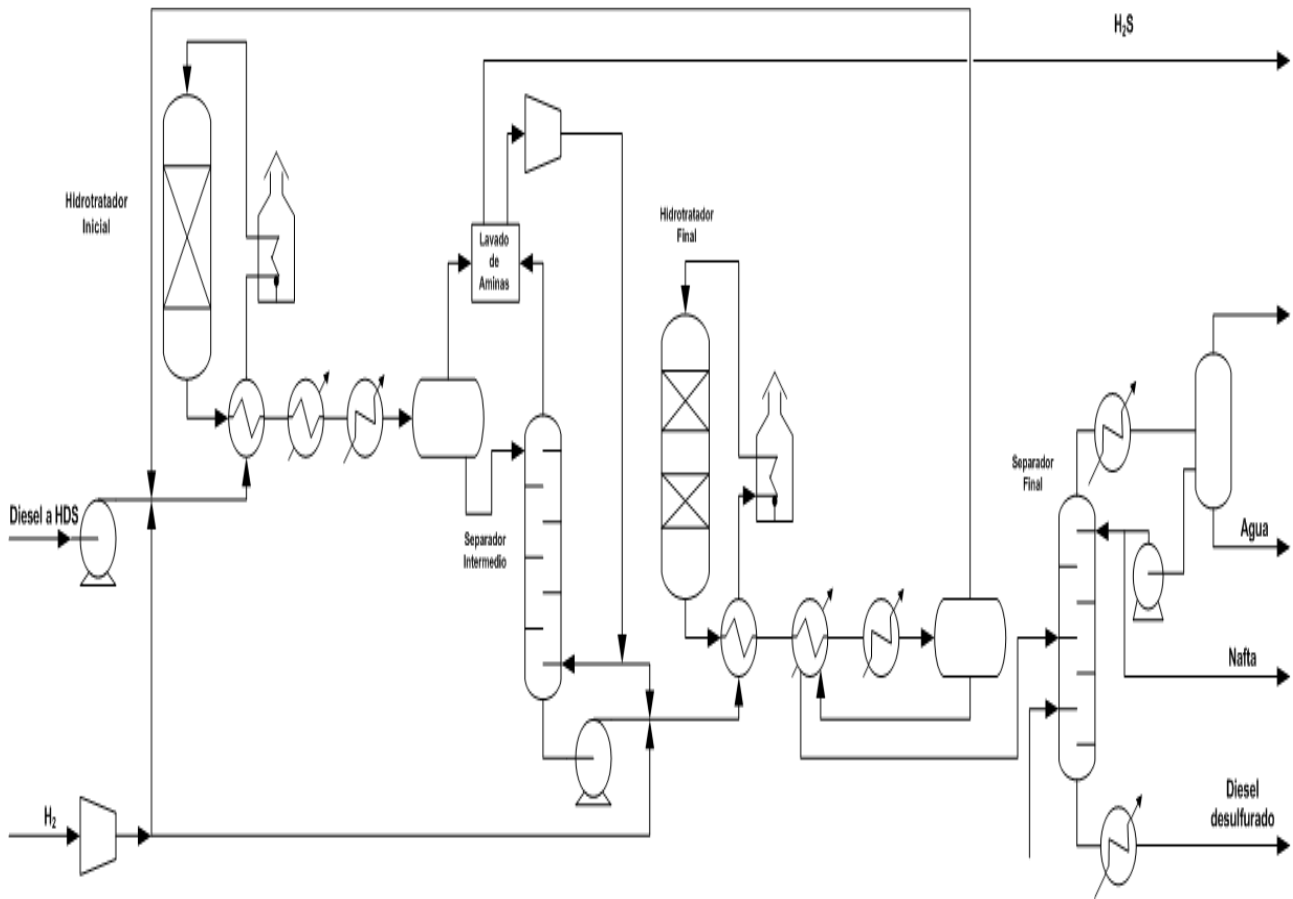 H₂S
Hidrotratador
Inicial
Lavado
de
Aminas
Hidrotratador
Final
Separador
Final
Diesel a HDS
Separador
Intermedio
Agua
Nafta
H₂
Diesel
desulfurado